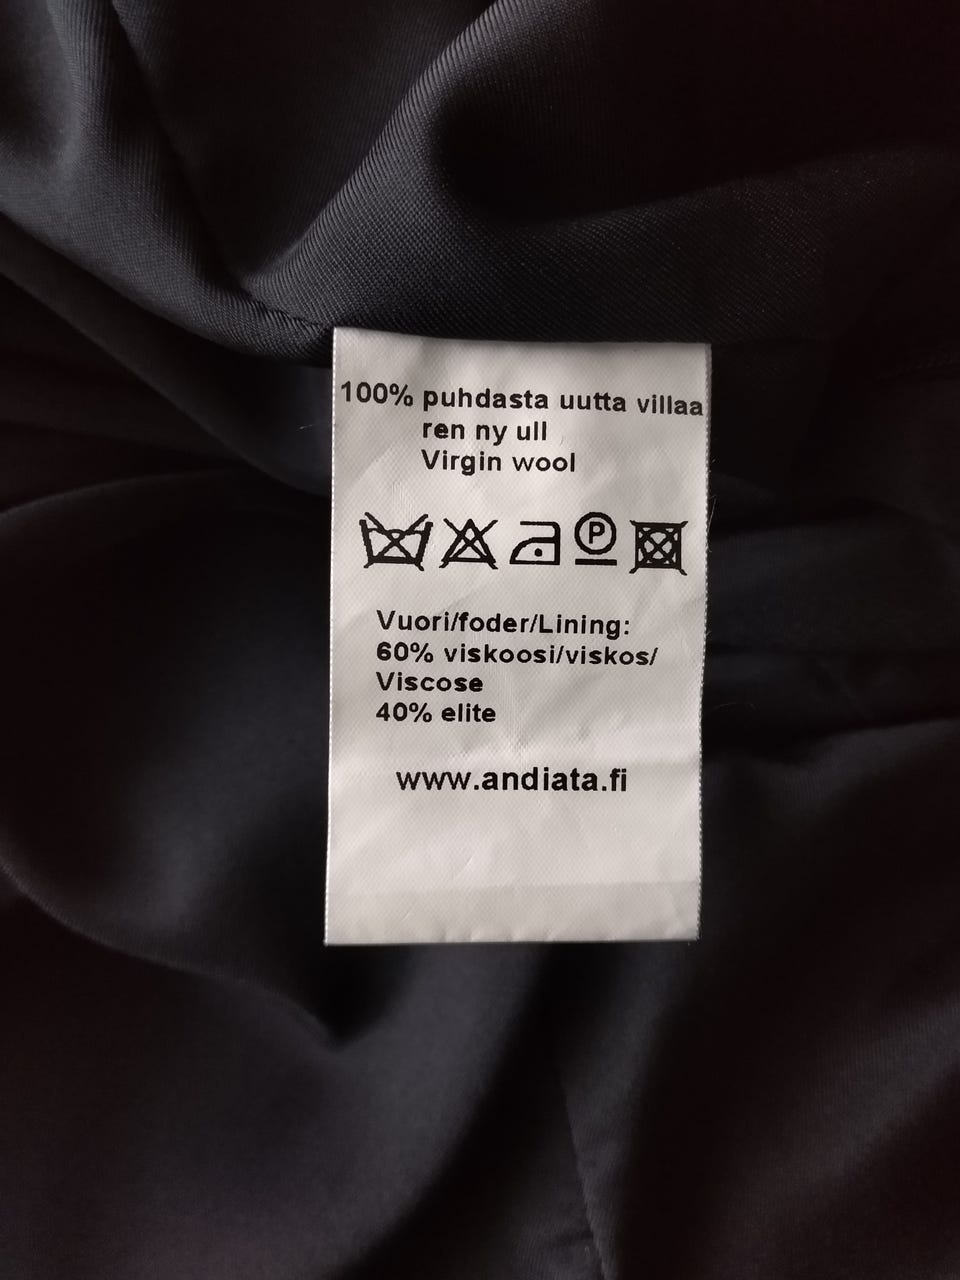 100% puhdasta uutta villaa
ren ny ull
Virgin wool
P
Vuori/foder/Lining:
60% viskoosi/viskos/
Viscose
40% elite
www.andiata.fi